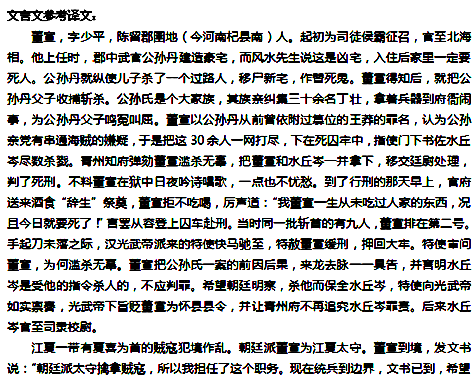 文言文参考译文：
董宣，字少平，陈留郡圉地（今河南杞县南）人。起初为司徒侯霸征召，官至北海
相。他上任时，郡中武官公孙丹建造豪宅，而风水先生说这是凶宅，入住后家里一定要
死人。公孙丹就纵使儿子杀了一个过路人，移尸新宅，作替死鬼。董宣得知后，就把公
孙丹父子收捕斩杀。公孙氏是个大家族，其族亲纠集三十余名丁壮，拿着兵器到府衙闹
事，为公孙丹父子鸣冤叫屈。董宣以公孙丹从前曾依附过篡位的王莽的罪名，认为公孙
亲党有串通海贼的嫌疑，于是把这 30 余人一网打尽，下在死囚牢中，指使门下书佐水丘
岑尽数杀戮。青州知府弹劾董宣滥杀无辜，把董宣和水丘岑一并拿下，移交廷尉处理，
判了死刑。不料董宣在狱中日夜吟诗唱歌，一点也不忧愁。到了行刑的那天早上，官府
送来酒食“辞生”祭奠，董宣拒不吃喝，厉声道：“我董宣一生从未吃过人家的东西，况
且今日就要死了！”言罢从容登上囚车赴刑。当时同一批斩首的有九人，董宣排在第二号。
手起刀未落之际，汉光武帝派来的特使快马驰至，特赦董宣缓刑，押回大牢。特使审问
董宣，为何滥杀无辜。董宣把公孙氏一案的前因后果，来龙去脉一一具告，并言明水丘
岑是受他的指令杀人的，不应判罪。希望朝廷明察，杀他而保全水丘岑，特使向光武帝
如实禀奏，光武帝下旨贬董宣为怀县县令，并让青州府不再追究水丘岑罪责。后来水丘
岑官至司隶校尉。
江夏一带有夏喜为首的贼寇犯境作乱。朝廷派董宣为江夏太守。董宣到境，发文书
说：“朝廷派太守擒拿贼寇，所以我担任了这个职务。现在统兵到边界，文书已到，希望